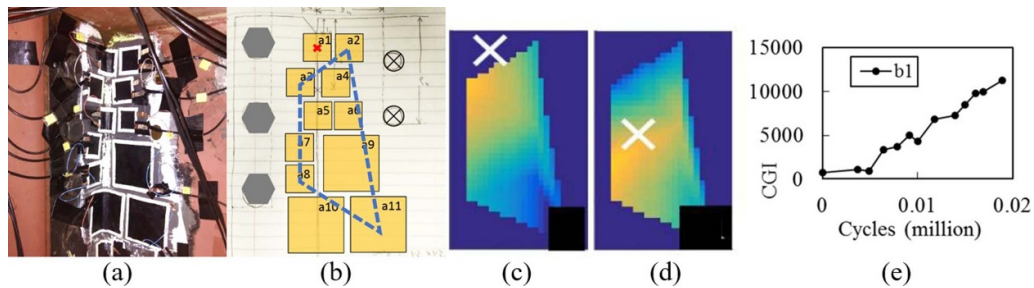 a1
a2
a3
a4
a5
a6
a7
a9
a8
a10
a11
15000
10000
5000
0
CGI
b1
0
0.01
0.02
Cycles (million)
(a)
(b)
(c)
(d)
(e)